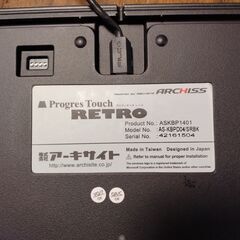 ARCHISS
Progres Touch
RETRO
Product No.: ASKBP1401
Model No.: AS-KBPD04/SRBK
Serial No.: 42161504
株式会社 アーキサイト
http://www.archisite.co.jp/
Made in Taiwan Designed in Japan
Refer to manual for proper Installation